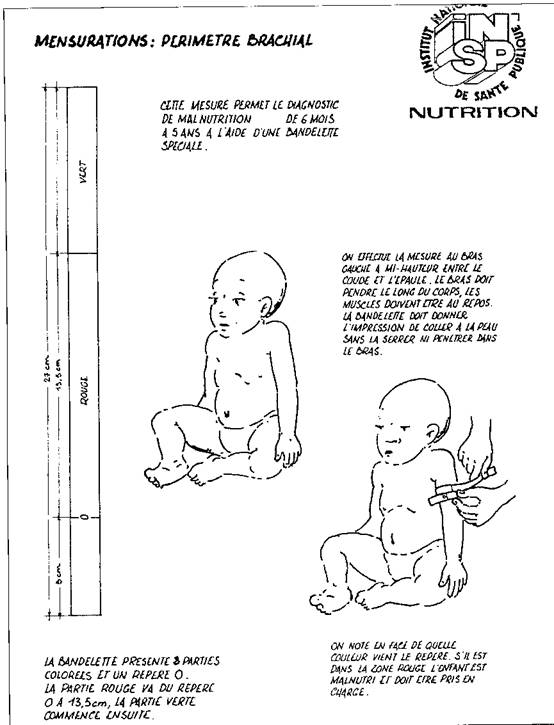 MENSURATIONS: PERIMETRE BRACHIAL
INSTITUT NATIONAL
DE SANTE PUBLIQUE
iNSP
NUTRITION
CETTE MESURE PERMET LE DIAGNOSTIC
DE MALNUTRITION DE 6 MOIS
A 5 ANS A L'AIDE D'UNE BANDELETTE
SPECIALE.
VERT
ROUGE
O
27 cm
13,5 cm
5 cm
ON EFFECTUE LA MESURE AU BRAS
GAUCHE A MI-HAUTEUR ENTRE LE
COUDE ET L'EPAULE. LE BRAS DOIT
PENDRE LE LONG DU CORPS, LES
MUSCLES DOIVENT ETRE AU REPOS.
LA BANDELETTE DOIT DONNER
L'IMPRESSION DE COLLER A LA PEAU
SANS LA SERRER NI PENETRER DANS
LE BRAS.
LA BANDELETTE PRESENTE 3 PARTIES
COLOREES ET UN REPERE O.
LA PARTIE ROUGE VA DU REPERE
O A 13,5cm, LA PARTIE VERTE
COMMENCE ENSUITE.
ON NOTE EN FACE DE QUELLE
COULEUR VIENT LE REPERE. S'IL EST
DANS LA ZONE ROUGE L'ENFANT EST
MALNUTRI ET DOIT ETRE PRIS EN
CHARGE.